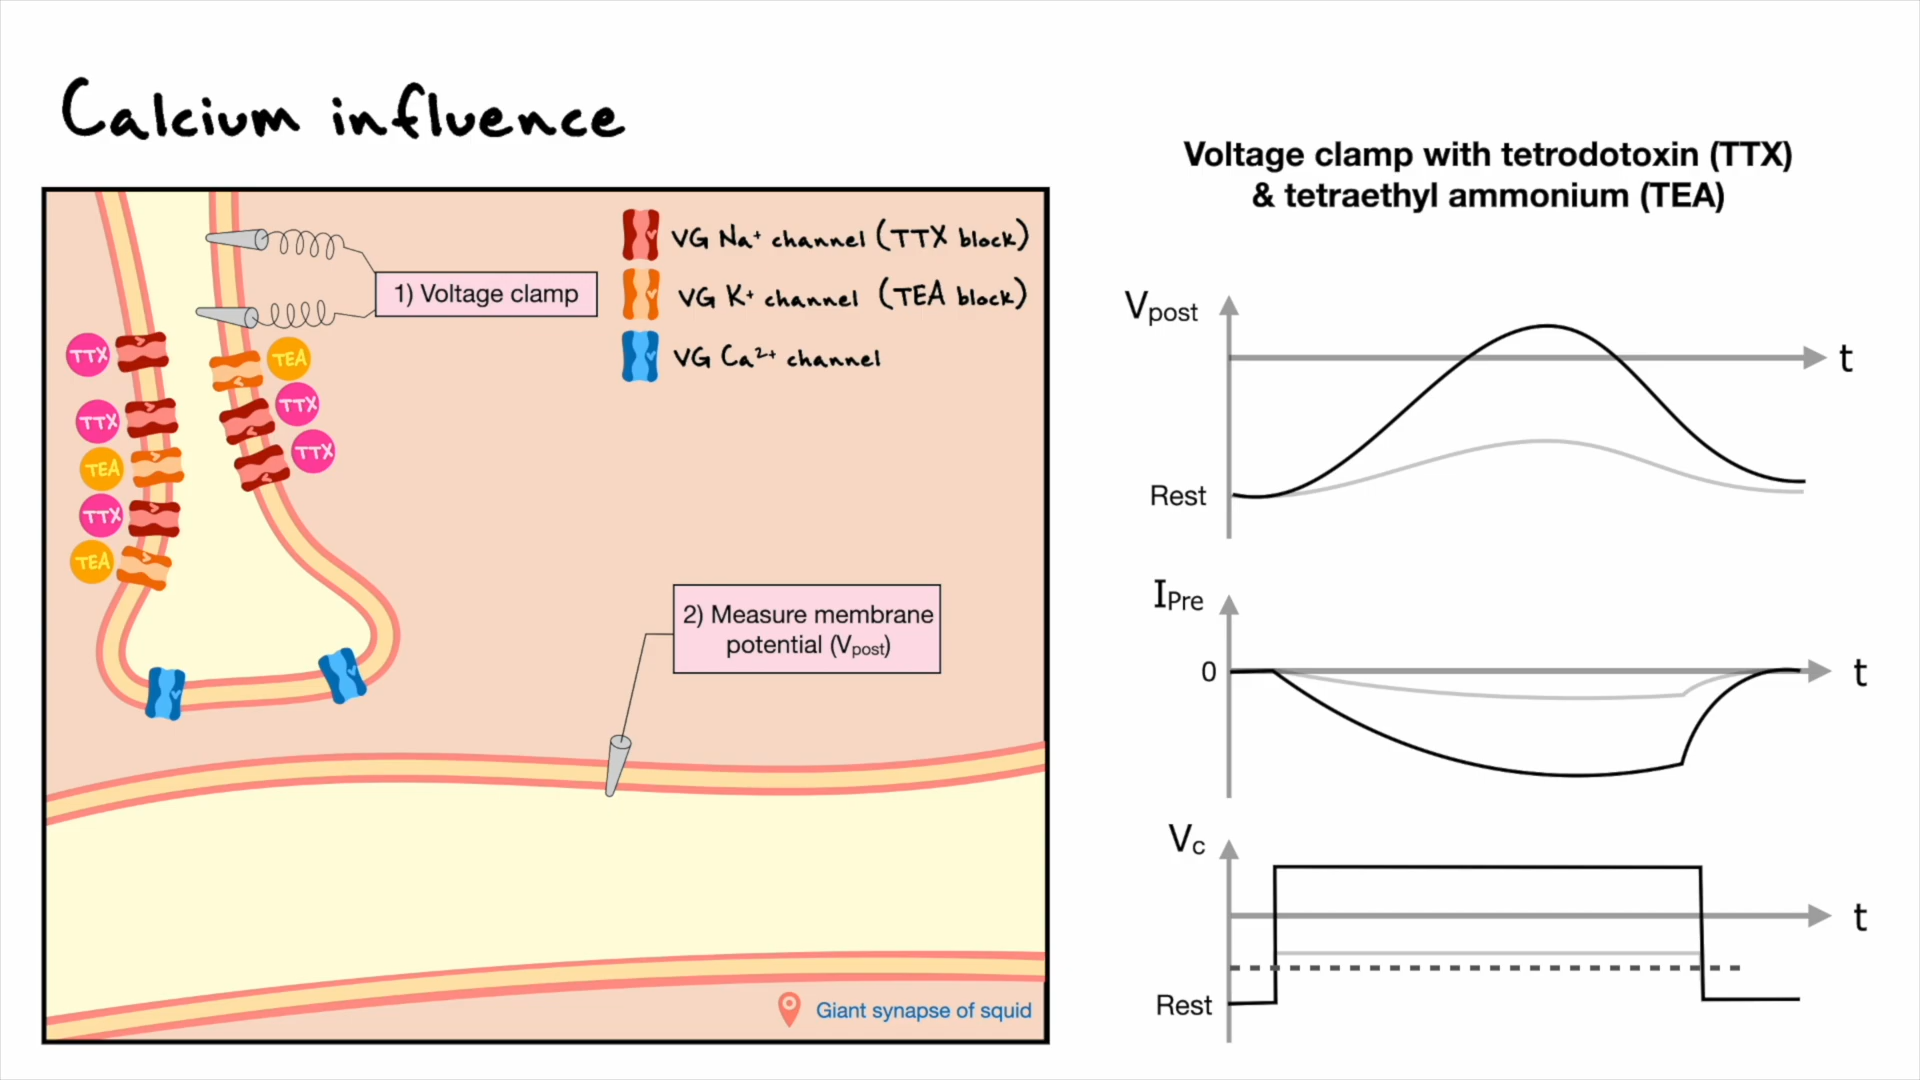 Calcium influence
Voltage clamp with tetrodotoxin (TTX)
& tetraethyl ammonium (TEA)
VG Na⁺ channel (TTX block)
VG K⁺ channel (TEA block)
VG Ca²⁺ channel
1) Voltage clamp
TTX
TEA
TTX
TTX
TTX
TEA
TTX
TEA
2) Measure membrane
potential (Vpost)
Giant synapse of squid
Vpost
t
Rest
IPre
0
t
Vc
t
Rest